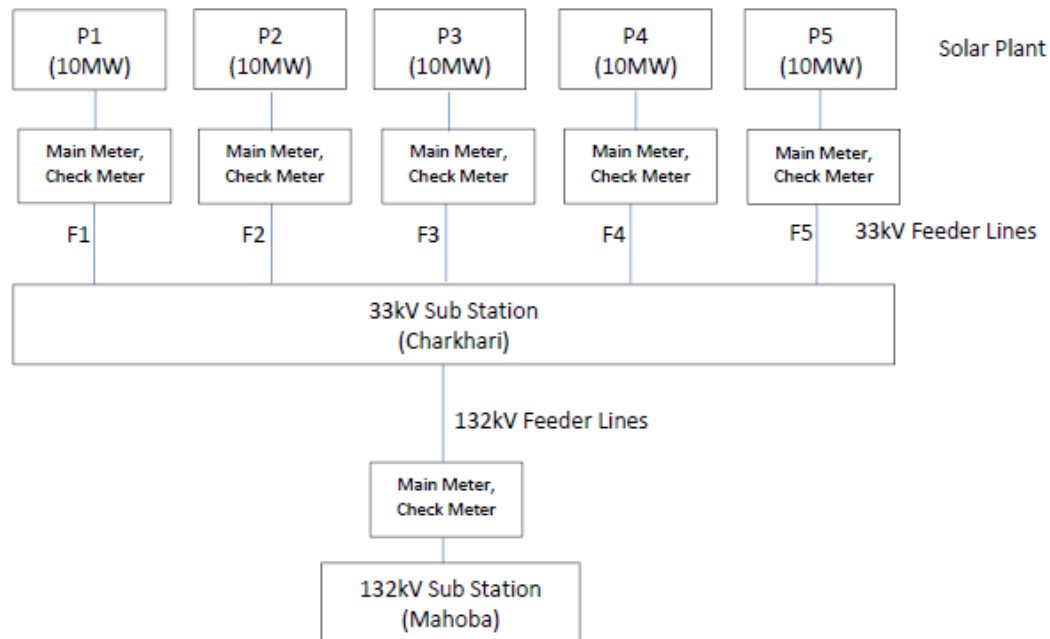 P1
(10MW)
P2
(10MW)
P3
(10MW)
P4
(10MW)
P5
(10MW)
Solar Plant
Main Meter,
Check Meter
Main Meter,
Check Meter
Main Meter,
Check Meter
Main Meter,
Check Meter
Main Meter,
Check Meter
F1
F2
F3
F4
F5
33kV Feeder Lines
33kV Sub Station
(Charkhari)
132kV Feeder Lines
Main Meter,
Check Meter
132kV Sub Station
(Mahoba)